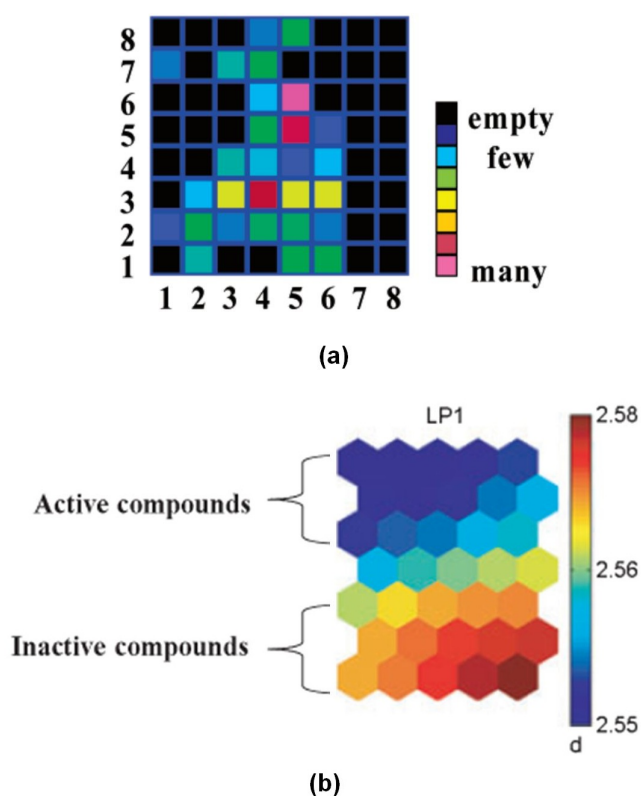 8
7
6
5
4
3
2
1
1 2 3 4 5 6 7 8
empty
few
many
(a)
LP1
Active compounds
Inactive compounds
2.58
2.56
2.55
d
(b)